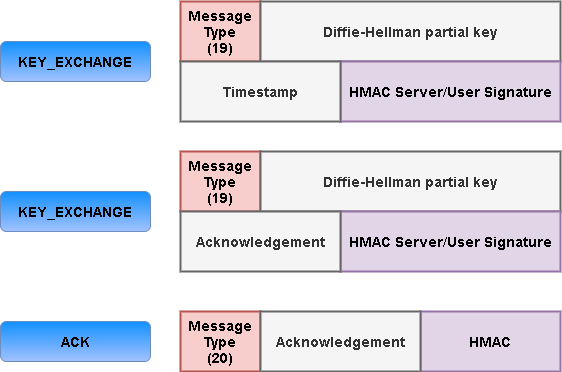 KEY_EXCHANGE
Message
Type
(19)
Diffie-Hellman partial key
Timestamp
HMAC Server/User Signature
KEY_EXCHANGE
Message
Type
(19)
Diffie-Hellman partial key
Acknowledgement
HMAC Server/User Signature
ACK
Message
Type
(20)
Acknowledgement
HMAC